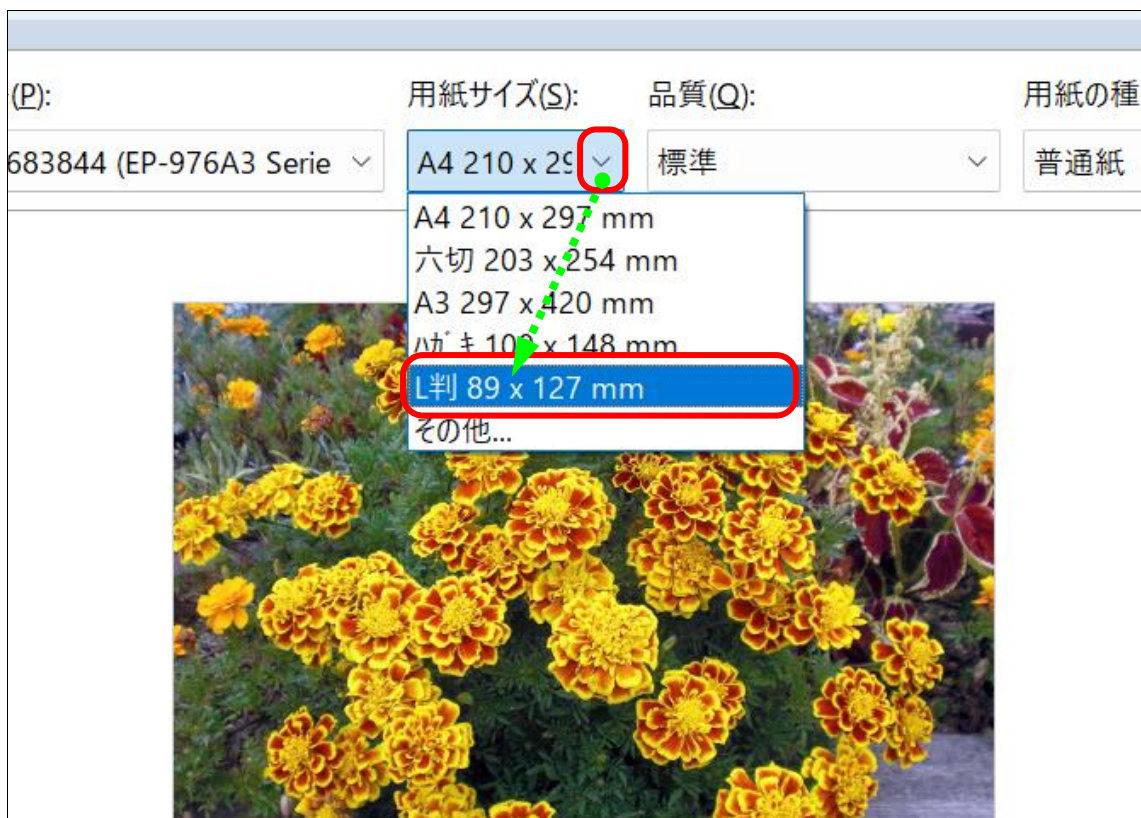 (P):
用紙サイズ(S):
品質(Q):
用紙の種
683844 (EP-976A3 Serie
A4 210 x 29
標準
普通紙
A4 210 x 297 mm
六切 203 x 254 mm
A3 297 x 420 mm
ﾊｶﾞｷ 100 x 148 mm
L判 89 x 127 mm
その他...